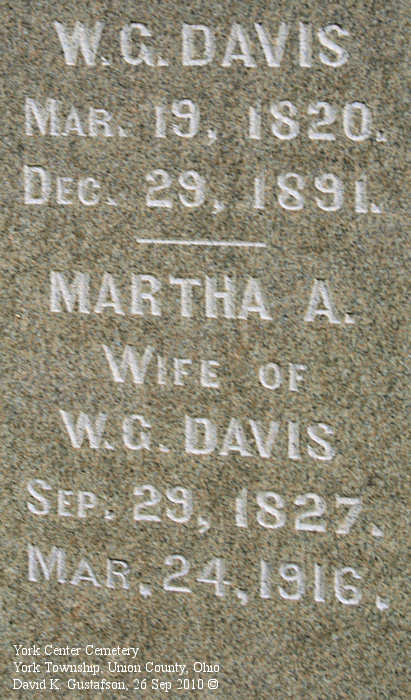 W. G. DAVIS
MAR. 19, 1820.
DEC. 29, 1891.
MARTHA A.
WIFE OF
W. G. DAVIS
SEP. 29, 1827.
MAR. 24, 1916.
York Center Cemetery
York Township, Union County, Ohio
David K. Gustafson, 26 Sep 2010 ©